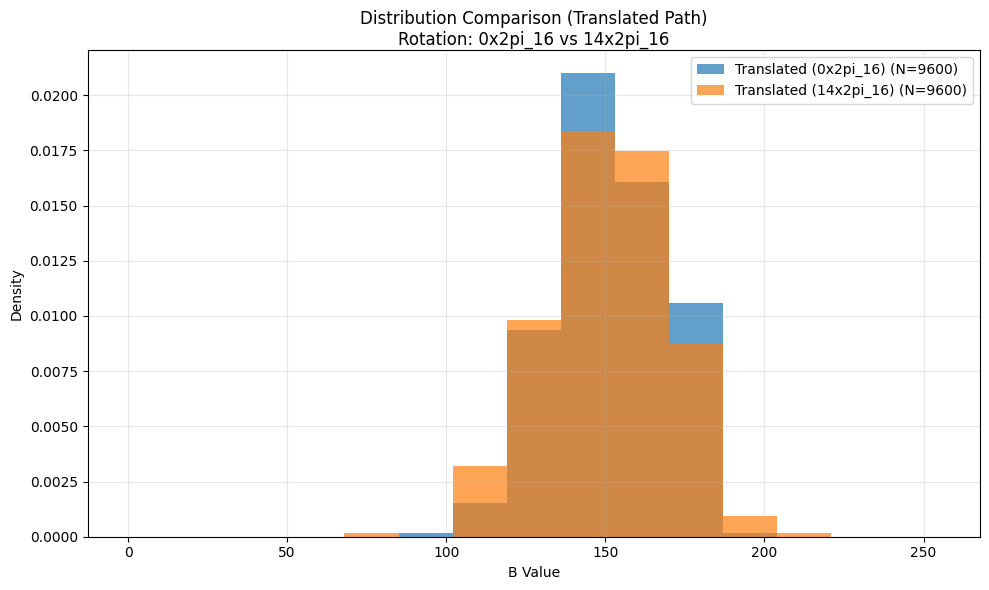 Distribution Comparison (Translated Path)
Rotation: 0x2pi_16 vs 14x2pi_16
Translated (0x2pi_16) (N=9600)
Translated (14x2pi_16) (N=9600)
Density
0.0200
0.0175
0.0150
0.0125
0.0100
0.0075
0.0050
0.0025
0.0000
0 50 100 150 200 250
B Value